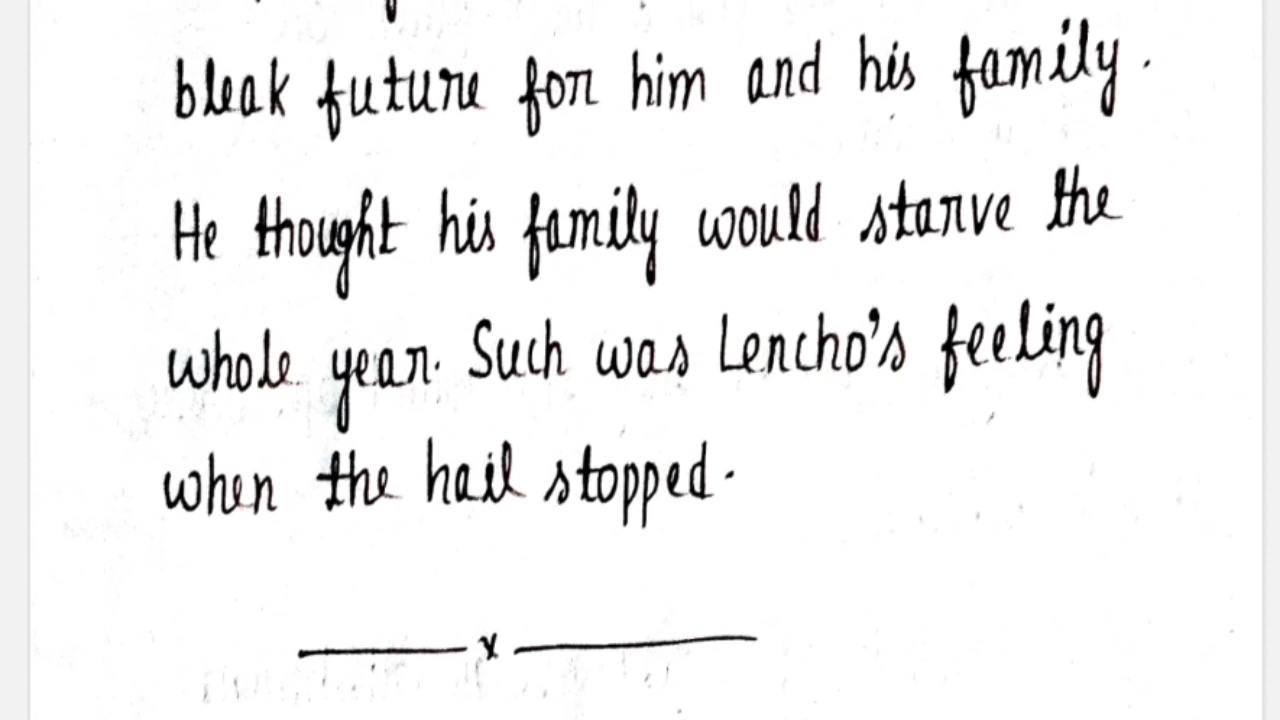 bleak future for him and his family.
He thought his family would starve the
whole year. Such was Lencho's feeling
when the hail stopped.
x